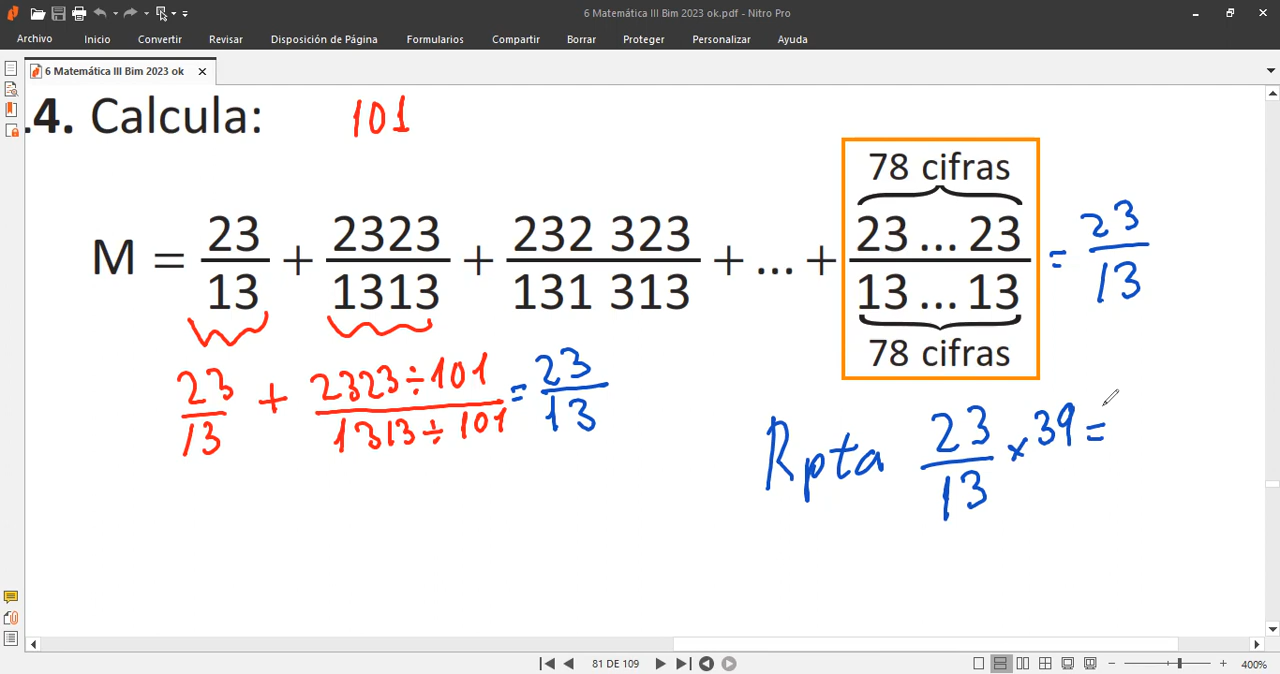 6 Matemática III Bim 2023 ok.pdf - Nitro Pro
Archivo Inicio Convertir Revisar Disposición de Página Formularios Compartir Borrar Proteger Personalizar Ayuda
6 Matemática III Bim 2023 ok
.4. Calcula: 101
78 cifras
M = 23/13 + 2323/1313 + 232 323/131 313 + ... + 23 ... 23/13 ... 13 = 23/13
78 cifras
23/13 + 2323÷101/1313÷101 = 23/13
Rpta 23/13 × 39 =
81 DE 109
400%